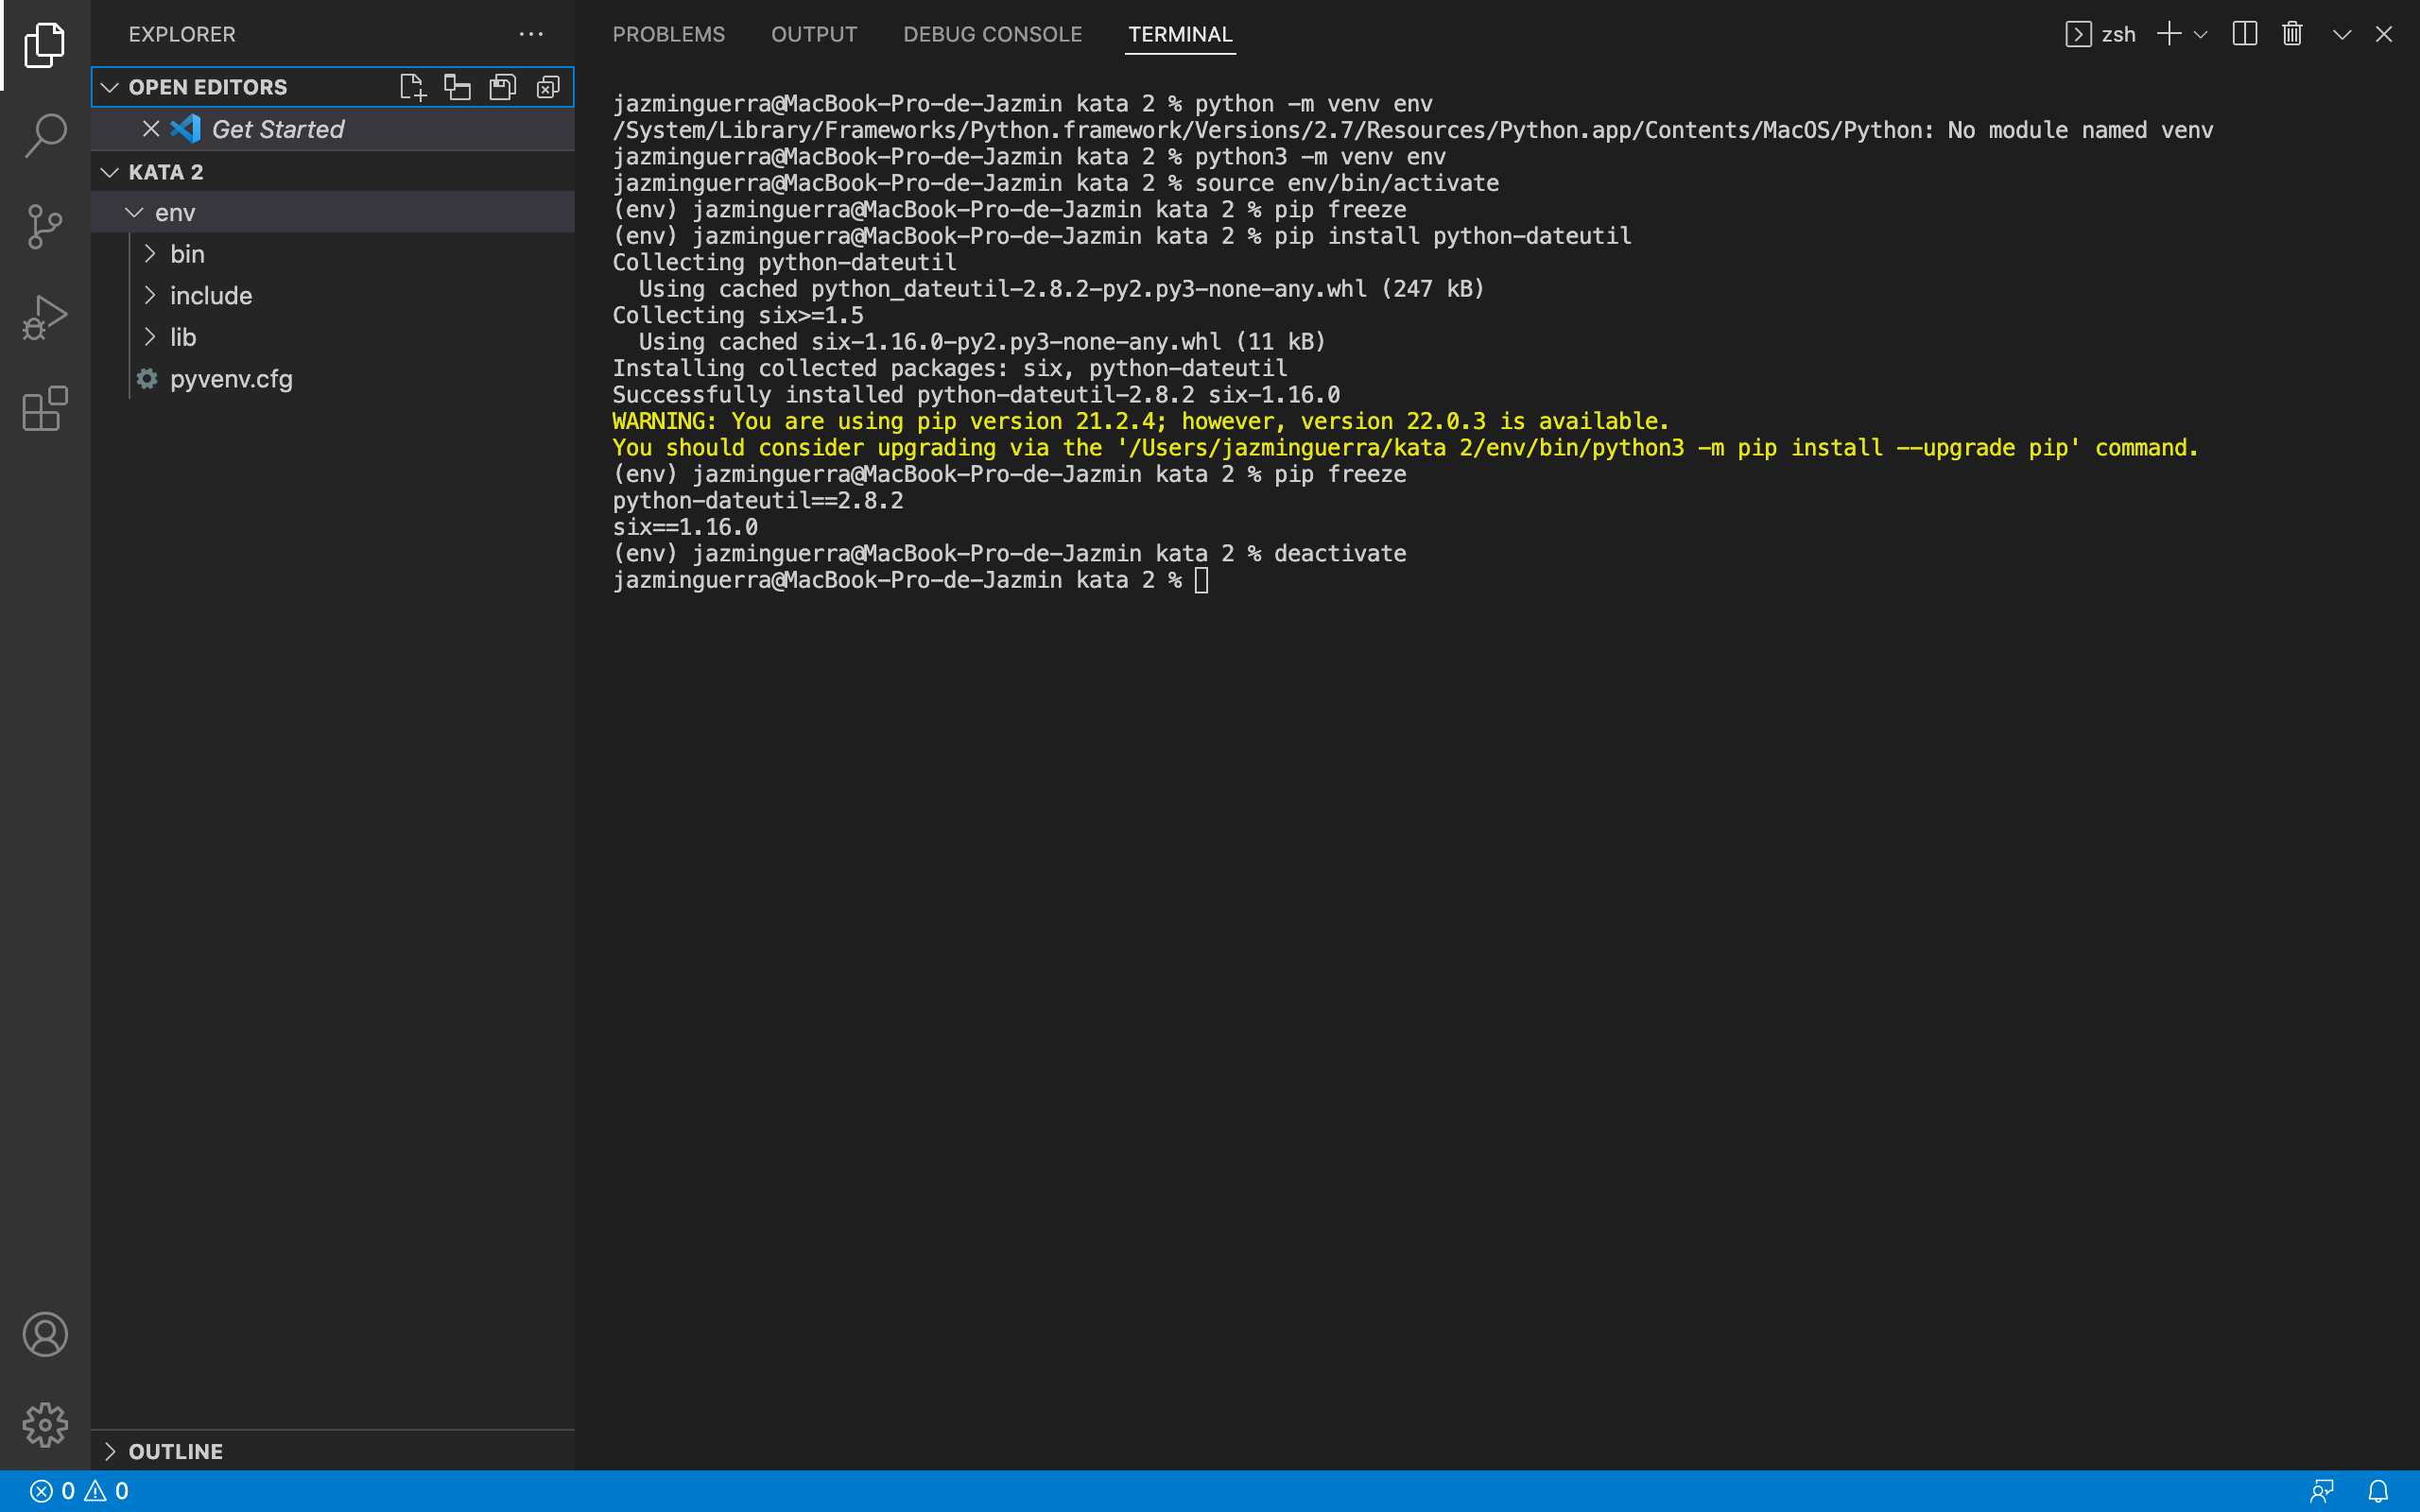 EXPLORER
OPEN EDITORS
Get Started
KATA 2
env
bin
include
lib
pyvenv.cfg
OUTLINE
0 0
PROBLEMS OUTPUT DEBUG CONSOLE TERMINAL
zsh
jazminguerra@MacBook-Pro-de-Jazmin kata 2 % python -m venv env
/System/Library/Frameworks/Python.framework/Versions/2.7/Resources/Python.app/Contents/MacOS/Python: No module named venv
jazminguerra@MacBook-Pro-de-Jazmin kata 2 % python3 -m venv env
jazminguerra@MacBook-Pro-de-Jazmin kata 2 % source env/bin/activate
(env) jazminguerra@MacBook-Pro-de-Jazmin kata 2 % pip freeze
(env) jazminguerra@MacBook-Pro-de-Jazmin kata 2 % pip install python-dateutil
Collecting python-dateutil
  Using cached python_dateutil-2.8.2-py2.py3-none-any.whl (247 kB)
Collecting six>=1.5
  Using cached six-1.16.0-py2.py3-none-any.whl (11 kB)
Installing collected packages: six, python-dateutil
Successfully installed python-dateutil-2.8.2 six-1.16.0
WARNING: You are using pip version 21.2.4; however, version 22.0.3 is available.
You should consider upgrading via the '/Users/jazminguerra/kata 2/env/bin/python3 -m pip install --upgrade pip' command.
(env) jazminguerra@MacBook-Pro-de-Jazmin kata 2 % pip freeze
python-dateutil==2.8.2
six==1.16.0
(env) jazminguerra@MacBook-Pro-de-Jazmin kata 2 % deactivate
jazminguerra@MacBook-Pro-de-Jazmin kata 2 %